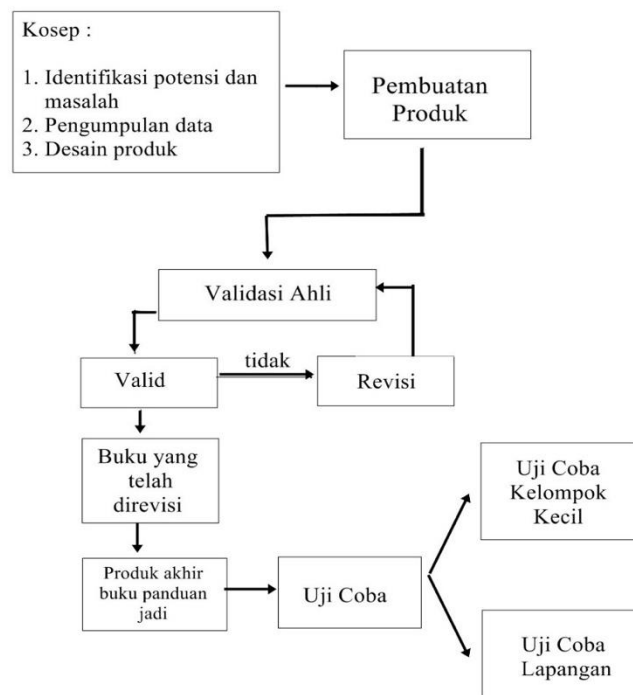 Kosep :
1. Identifikasi potensi dan
masalah
2. Pengumpulan data
3. Desain produk
Pembuatan
Produk
Validasi Ahli
Valid
tidak
Revisi
Buku yang
telah
direvisi
Produk akhir
buku panduan
jadi
Uji Coba
Uji Coba
Kelompok
Kecil
Uji Coba
Lapangan